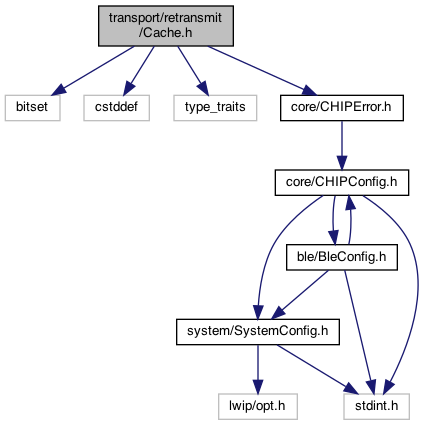 transport/retransmit
/Cache.h
bitset
cstddef
type_traits
core/CHIPError.h
core/CHIPConfig.h
ble/BleConfig.h
system/SystemConfig.h
lwip/opt.h
stdint.h